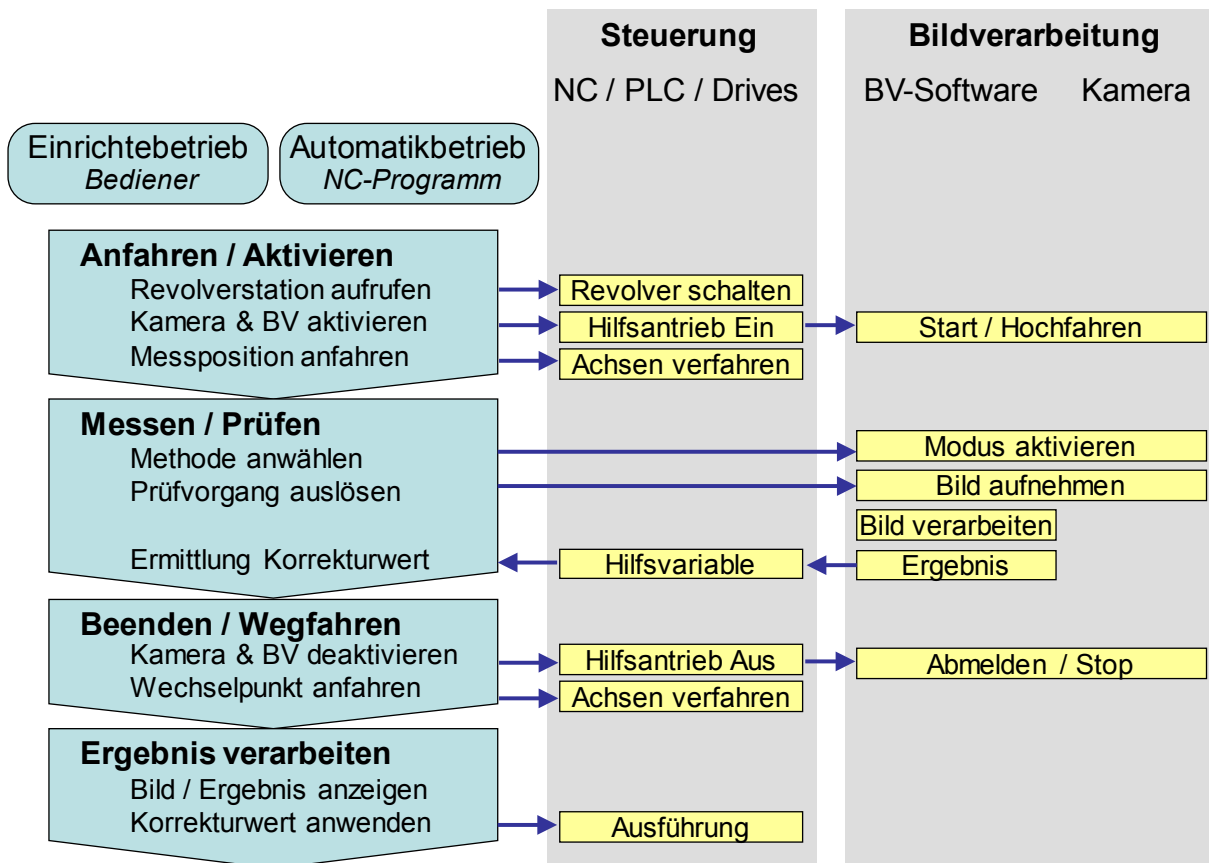 Steuerung
Bildverarbeitung
NC / PLC / Drives
BV-Software Kamera
Einrichtebetrieb
Bediener
Automatikbetrieb
NC-Programm
Anfahren / Aktivieren
Revolverstation aufrufen
Revolver schalten
Kamera & BV aktivieren
Hilfsantrieb Ein
Start / Hochfahren
Messposition anfahren
Achsen verfahren
Messen / Prüfen
Methode anwählen
Modus aktivieren
Prüfvorgang auslösen
Bild aufnehmen
Bild verarbeiten
Ermittlung Korrekturwert
Hilfsvariable
Ergebnis
Beenden / Wegfahren
Kamera & BV deaktivieren
Hilfsantrieb Aus
Abmelden / Stop
Wechselpunkt anfahren
Achsen verfahren
Ergebnis verarbeiten
Bild / Ergebnis anzeigen
Korrekturwert anwenden
Ausführung